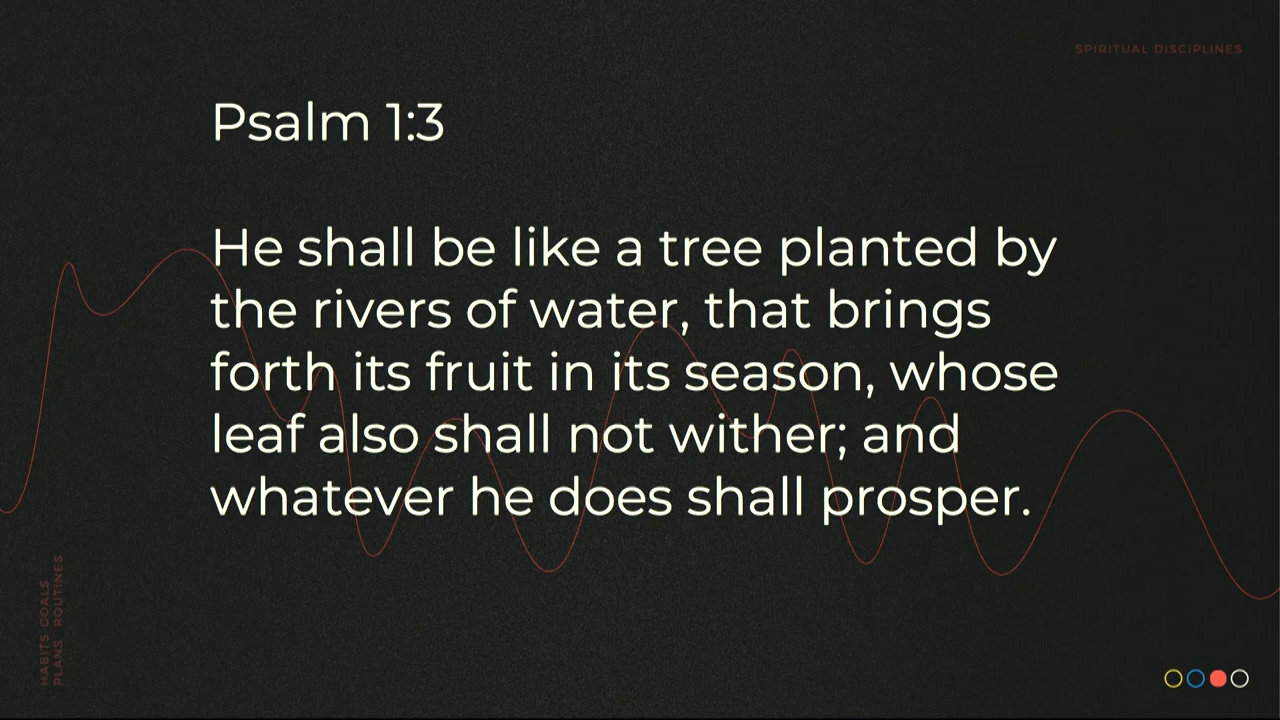 SPIRITUAL DISCIPLINES
Psalm 1:3
He shall be like a tree planted by
the rivers of water, that brings
forth its fruit in its season, whose
leaf also shall not wither; and
whatever he does shall prosper.
HABITS GOALS
PLANS ROUTINES